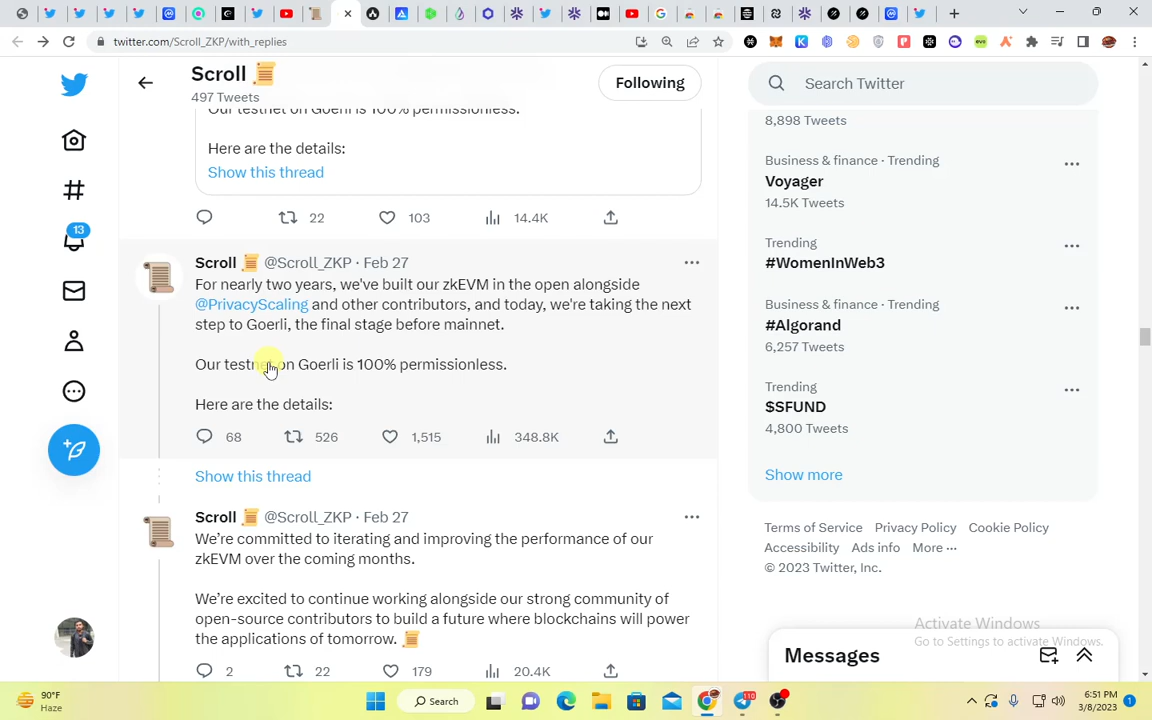 twitter.com/Scroll_ZKP/with_replies
Scroll
497 Tweets
Following
Search Twitter
Our testnet on Goerli is 100% permissionless.
Here are the details:
Show this thread
22
103
14.4K
Scroll @Scroll_ZKP · Feb 27
For nearly two years, we've built our zkEVM in the open alongside
@PrivacyScaling and other contributors, and today, we're taking the next
step to Goerli, the final stage before mainnet.
Our testnet on Goerli is 100% permissionless.
Here are the details:
68
526
1,515
348.8K
Show this thread
Scroll @Scroll_ZKP · Feb 27
We're committed to iterating and improving the performance of our
zkEVM over the coming months.
We're excited to continue working alongside our strong community of
open-source contributors to build a future where blockchains will power
the applications of tomorrow.
2
22
179
20.4K
13
8,898 Tweets
Business & finance · Trending
Voyager
14.5K Tweets
Trending
#WomenInWeb3
Business & finance · Trending
#Algorand
6,257 Tweets
Trending
$SFUND
4,800 Tweets
Show more
Terms of Service Privacy Policy Cookie Policy
Accessibility Ads info More ···
© 2023 Twitter, Inc.
Activate Windows
Go to Settings to activate Windows.
Messages
90°F
Haze
Search
110
6:51 PM
3/8/2023
1